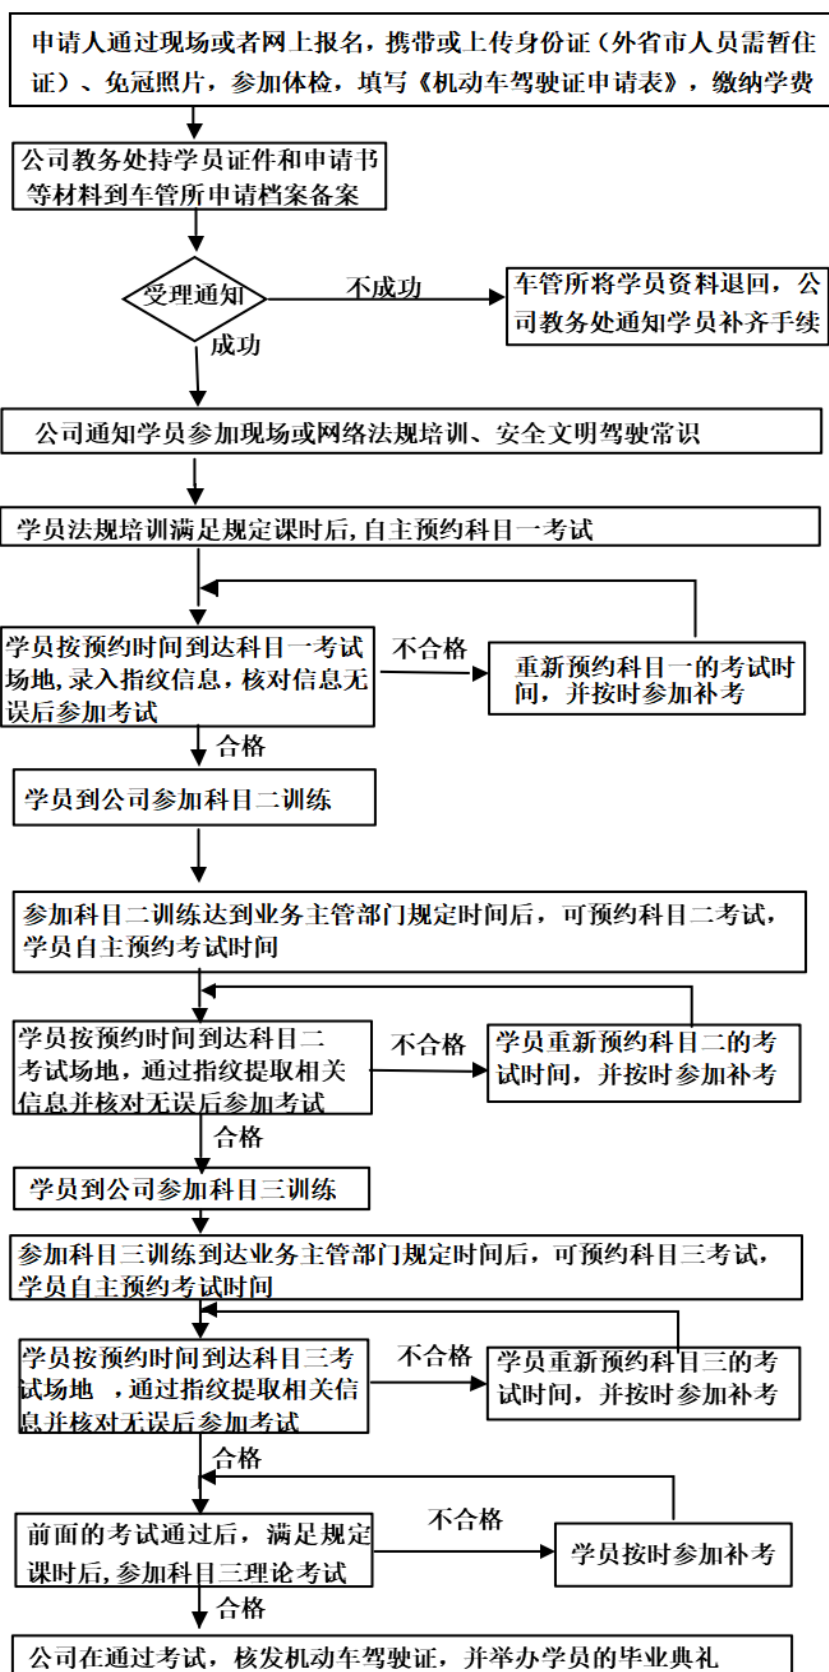 申请人通过现场或者网上报名，携带或上传身份证（外省市人员需暂住
证）、免冠照片，参加体检，填写《机动车驾驶证申请表》，缴纳学费
公司教务处持学员证件和申请书
等材料到车管所申请档案备案
受理通知
不成功
车管所将学员资料退回，公
司教务处通知学员补齐手续
成功
公司通知学员参加现场或网络法规培训、安全文明驾驶常识
学员法规培训满足规定课时后,自主预约科目一考试
学员按预约时间到达科目一考试
场地,录入指纹信息，核对信息无
误后参加考试
不合格
重新预约科目一的考试时
间，并按时参加补考
合格
学员到公司参加科目二训练
参加科目二训练达到业务主管部门规定时间后，可预约科目二考试，
学员自主预约考试时间
学员按预约时间到达科目二
考试场地，通过指纹提取相关
信息并核对无误后参加考试
不合格
学员重新预约科目二的考
试时间，并按时参加补考
合格
学员到公司参加科目三训练
参加科目三训练到达业务主管部门规定时间后，可预约科目三考试，
学员自主预约考试时间
学员按预约时间到达科目三考
试场地 ，通过指纹提取相关信
息并核对无误后参加考试
不合格
学员重新预约科目三的考
试时间，并按时参加补考
合格
前面的考试通过后，满足规定
课时后,参加科目三理论考试
不合格
学员按时参加补考
合格
公司在通过考试，核发机动车驾驶证，并举办学员的毕业典礼